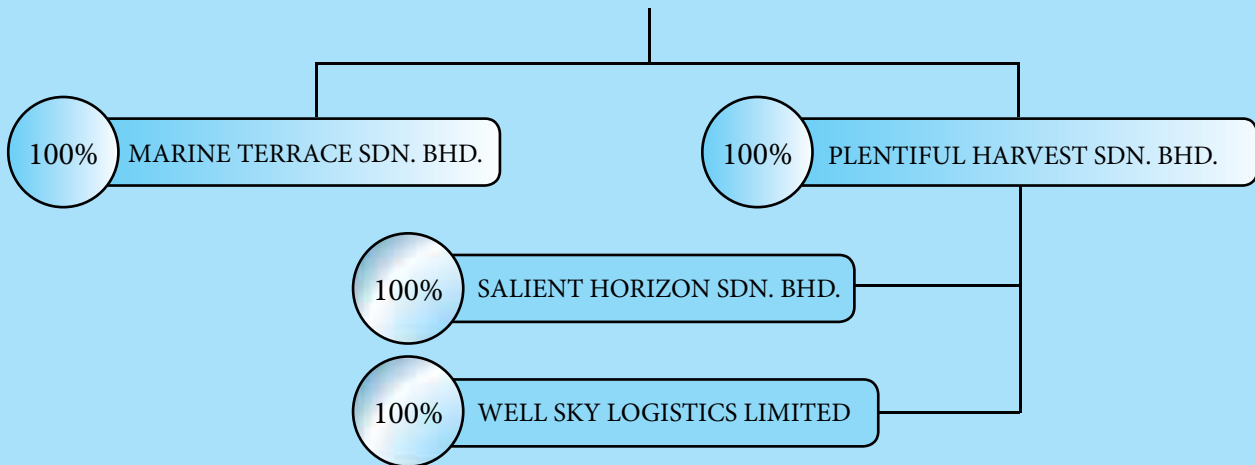 100% MARINE TERRACE SDN. BHD.
100% PLENTIFUL HARVEST SDN. BHD.
100% SALIENT HORIZON SDN. BHD.
100% WELL SKY LOGISTICS LIMITED